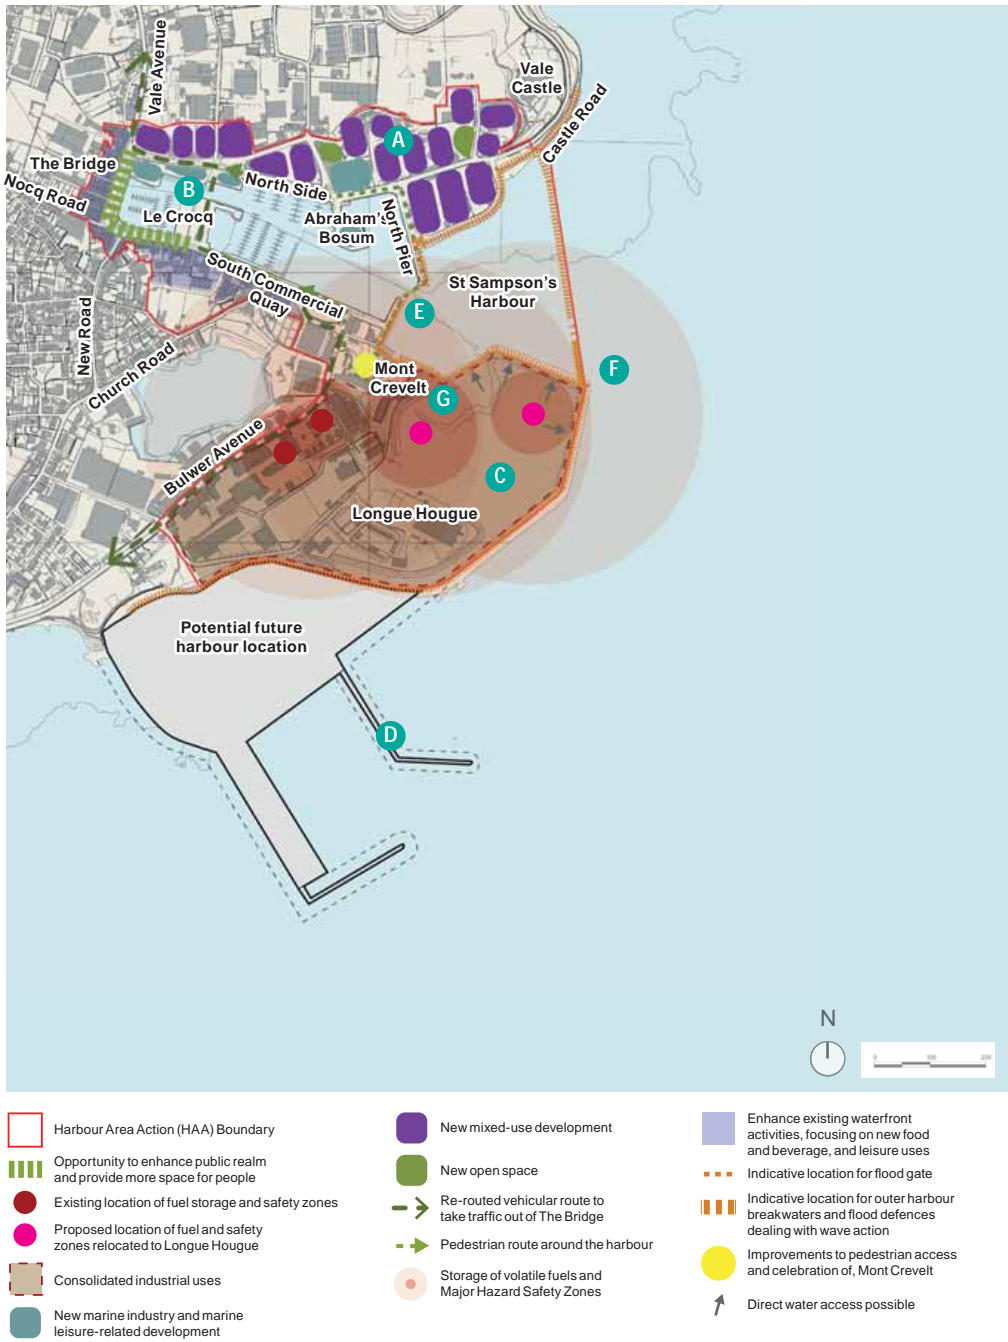 Vale Avenue
Vale
Castle
Castle Road
A
The Bridge
Nocq Road
B
Le Crocq
North Side
Abraham's
Bosum
North Pier
South Commercial
Quay
St Sampson's
Harbour
E
F
New Road
Church Road
Mont
Crevelt
G
Bulwer Avenue
C
Longue Hougue
Potential future
harbour location
D
N
0 100 200
Harbour Area Action (HAA) Boundary
Opportunity to enhance public realm
and provide more space for people
Existing location of fuel storage and safety zones
Proposed location of fuel and safety
zones relocated to Longue Hougue
Consolidated industrial uses
New marine industry and marine
leisure-related development
New mixed-use development
New open space
Re-routed vehicular route to
take traffic out of The Bridge
Pedestrian route around the harbour
Storage of volatile fuels and
Major Hazard Safety Zones
Enhance existing waterfront
activities, focusing on new food
and beverage, and leisure uses
Indicative location for flood gate
Indicative location for outer harbour
breakwaters and flood defences
dealing with wave action
Improvements to pedestrian access
and celebration of, Mont Crevelt
Direct water access possible